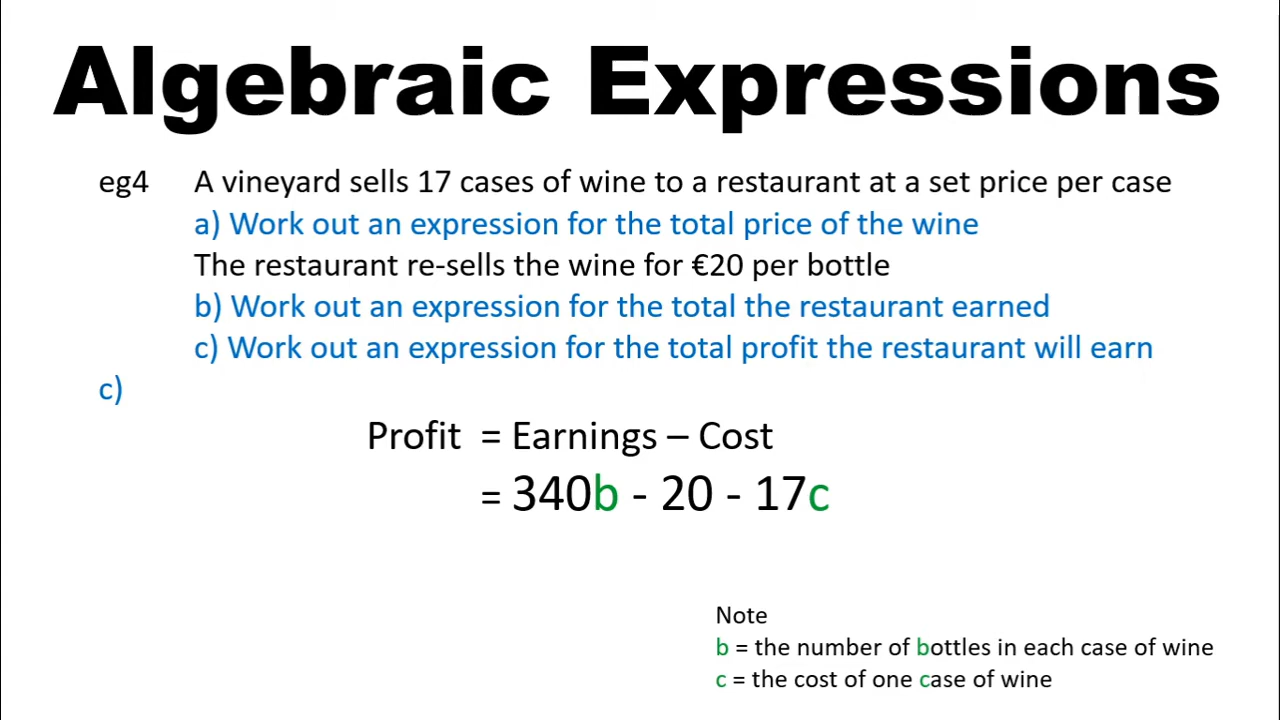 Algebraic Expressions
eg4 A vineyard sells 17 cases of wine to a restaurant at a set price per case
a) Work out an expression for the total price of the wine
The restaurant re-sells the wine for €20 per bottle
b) Work out an expression for the total the restaurant earned
c) Work out an expression for the total profit the restaurant will earn
c)
Profit = Earnings – Cost
= 340b - 20 - 17c
Note
b = the number of bottles in each case of wine
c = the cost of one case of wine